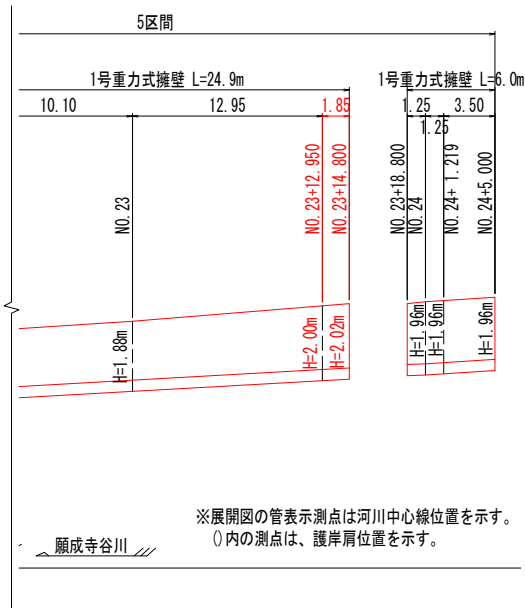 5区間
1号重力式擁壁 L=24.9m
1号重力式擁壁 L=6.0m
10.10
12.95
1.85
1.25
3.50
1.25
NO.23
NO.23+12.950
NO.23+14.800
NO.23+18.800
NO.24
NO.24+ 1.219
NO.24+5.000
H=1.88m
H=2.00m
H=2.02m
H=1.96m
H=1.96m
H=1.96m
※展開図の管表示測点は河川中心線位置を示す。
()内の測点は、護岸肩位置を示す。
願成寺谷川